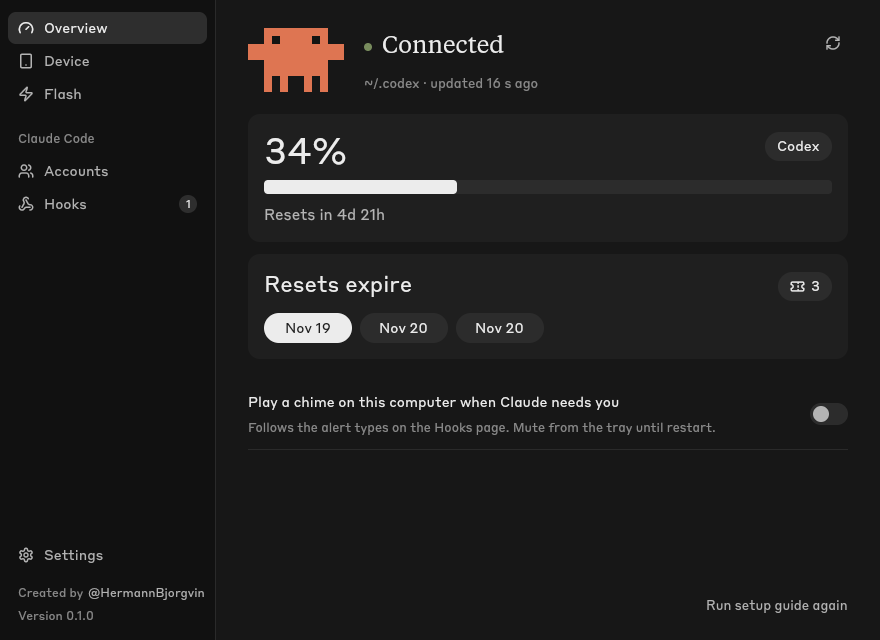 Overview
Device
Flash
Claude Code
Accounts
Hooks
1
Settings
Created by @HermannBjorgvin
Version 0.1.0
Connected
~/.codex · updated 16 s ago
34%
Codex
Resets in 4d 21h
Resets expire
3
Nov 19
Nov 20
Nov 20
Play a chime on this computer when Claude needs you
Follows the alert types on the Hooks page. Mute from the tray until restart.
Run setup guide again